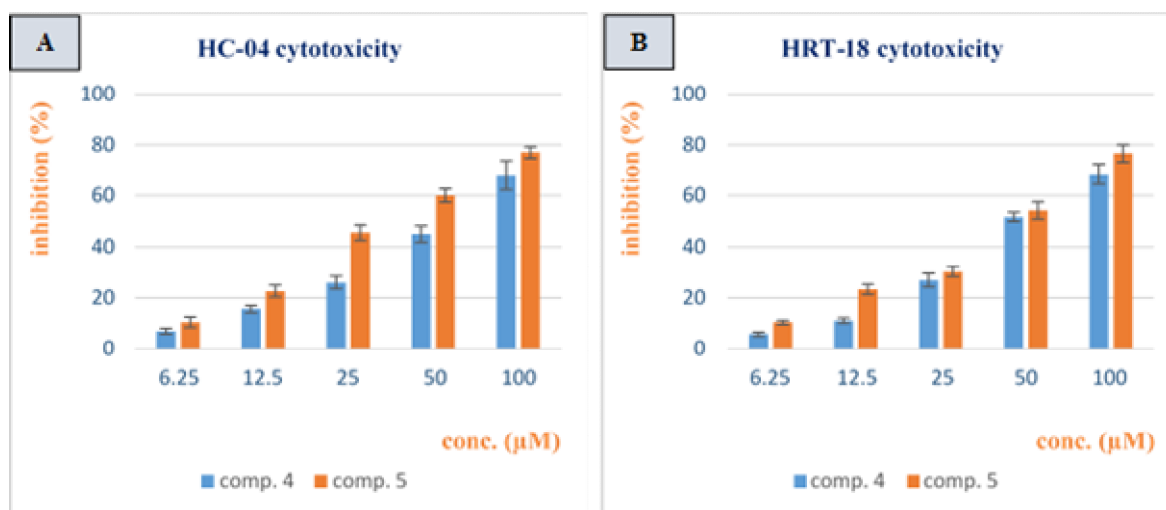 A
HC-04 cytotoxicity
inhibition (%)
100
80
60
40
20
0
6.25 12.5 25 50 100
conc. (µM)
comp. 4 comp. 5
B
HRT-18 cytotoxicity
inhibition (%)
100
80
60
40
20
0
6.25 12.5 25 50 100
conc. (µM)
comp. 4 comp. 5